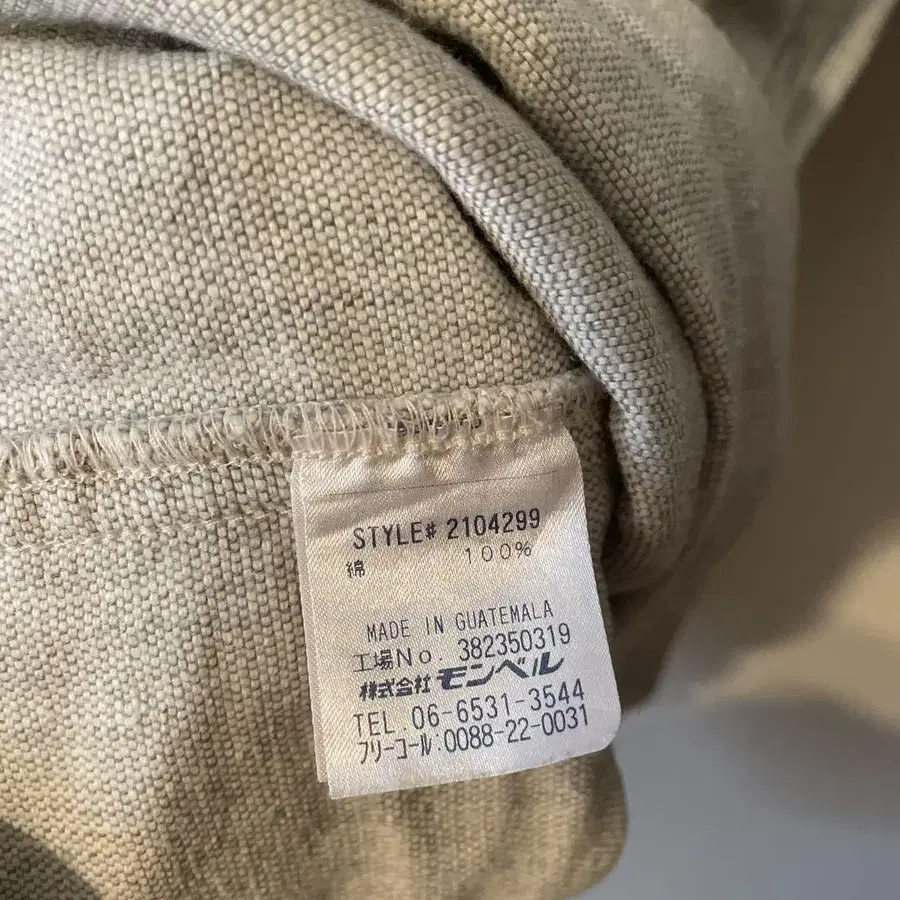 STYLE# 2104299
綿 100%
MADE IN GUATEMALA
工場No. 382350319
株式会社 モンベル
TEL 06-6531-3544
フリーコール:0088-22-0031